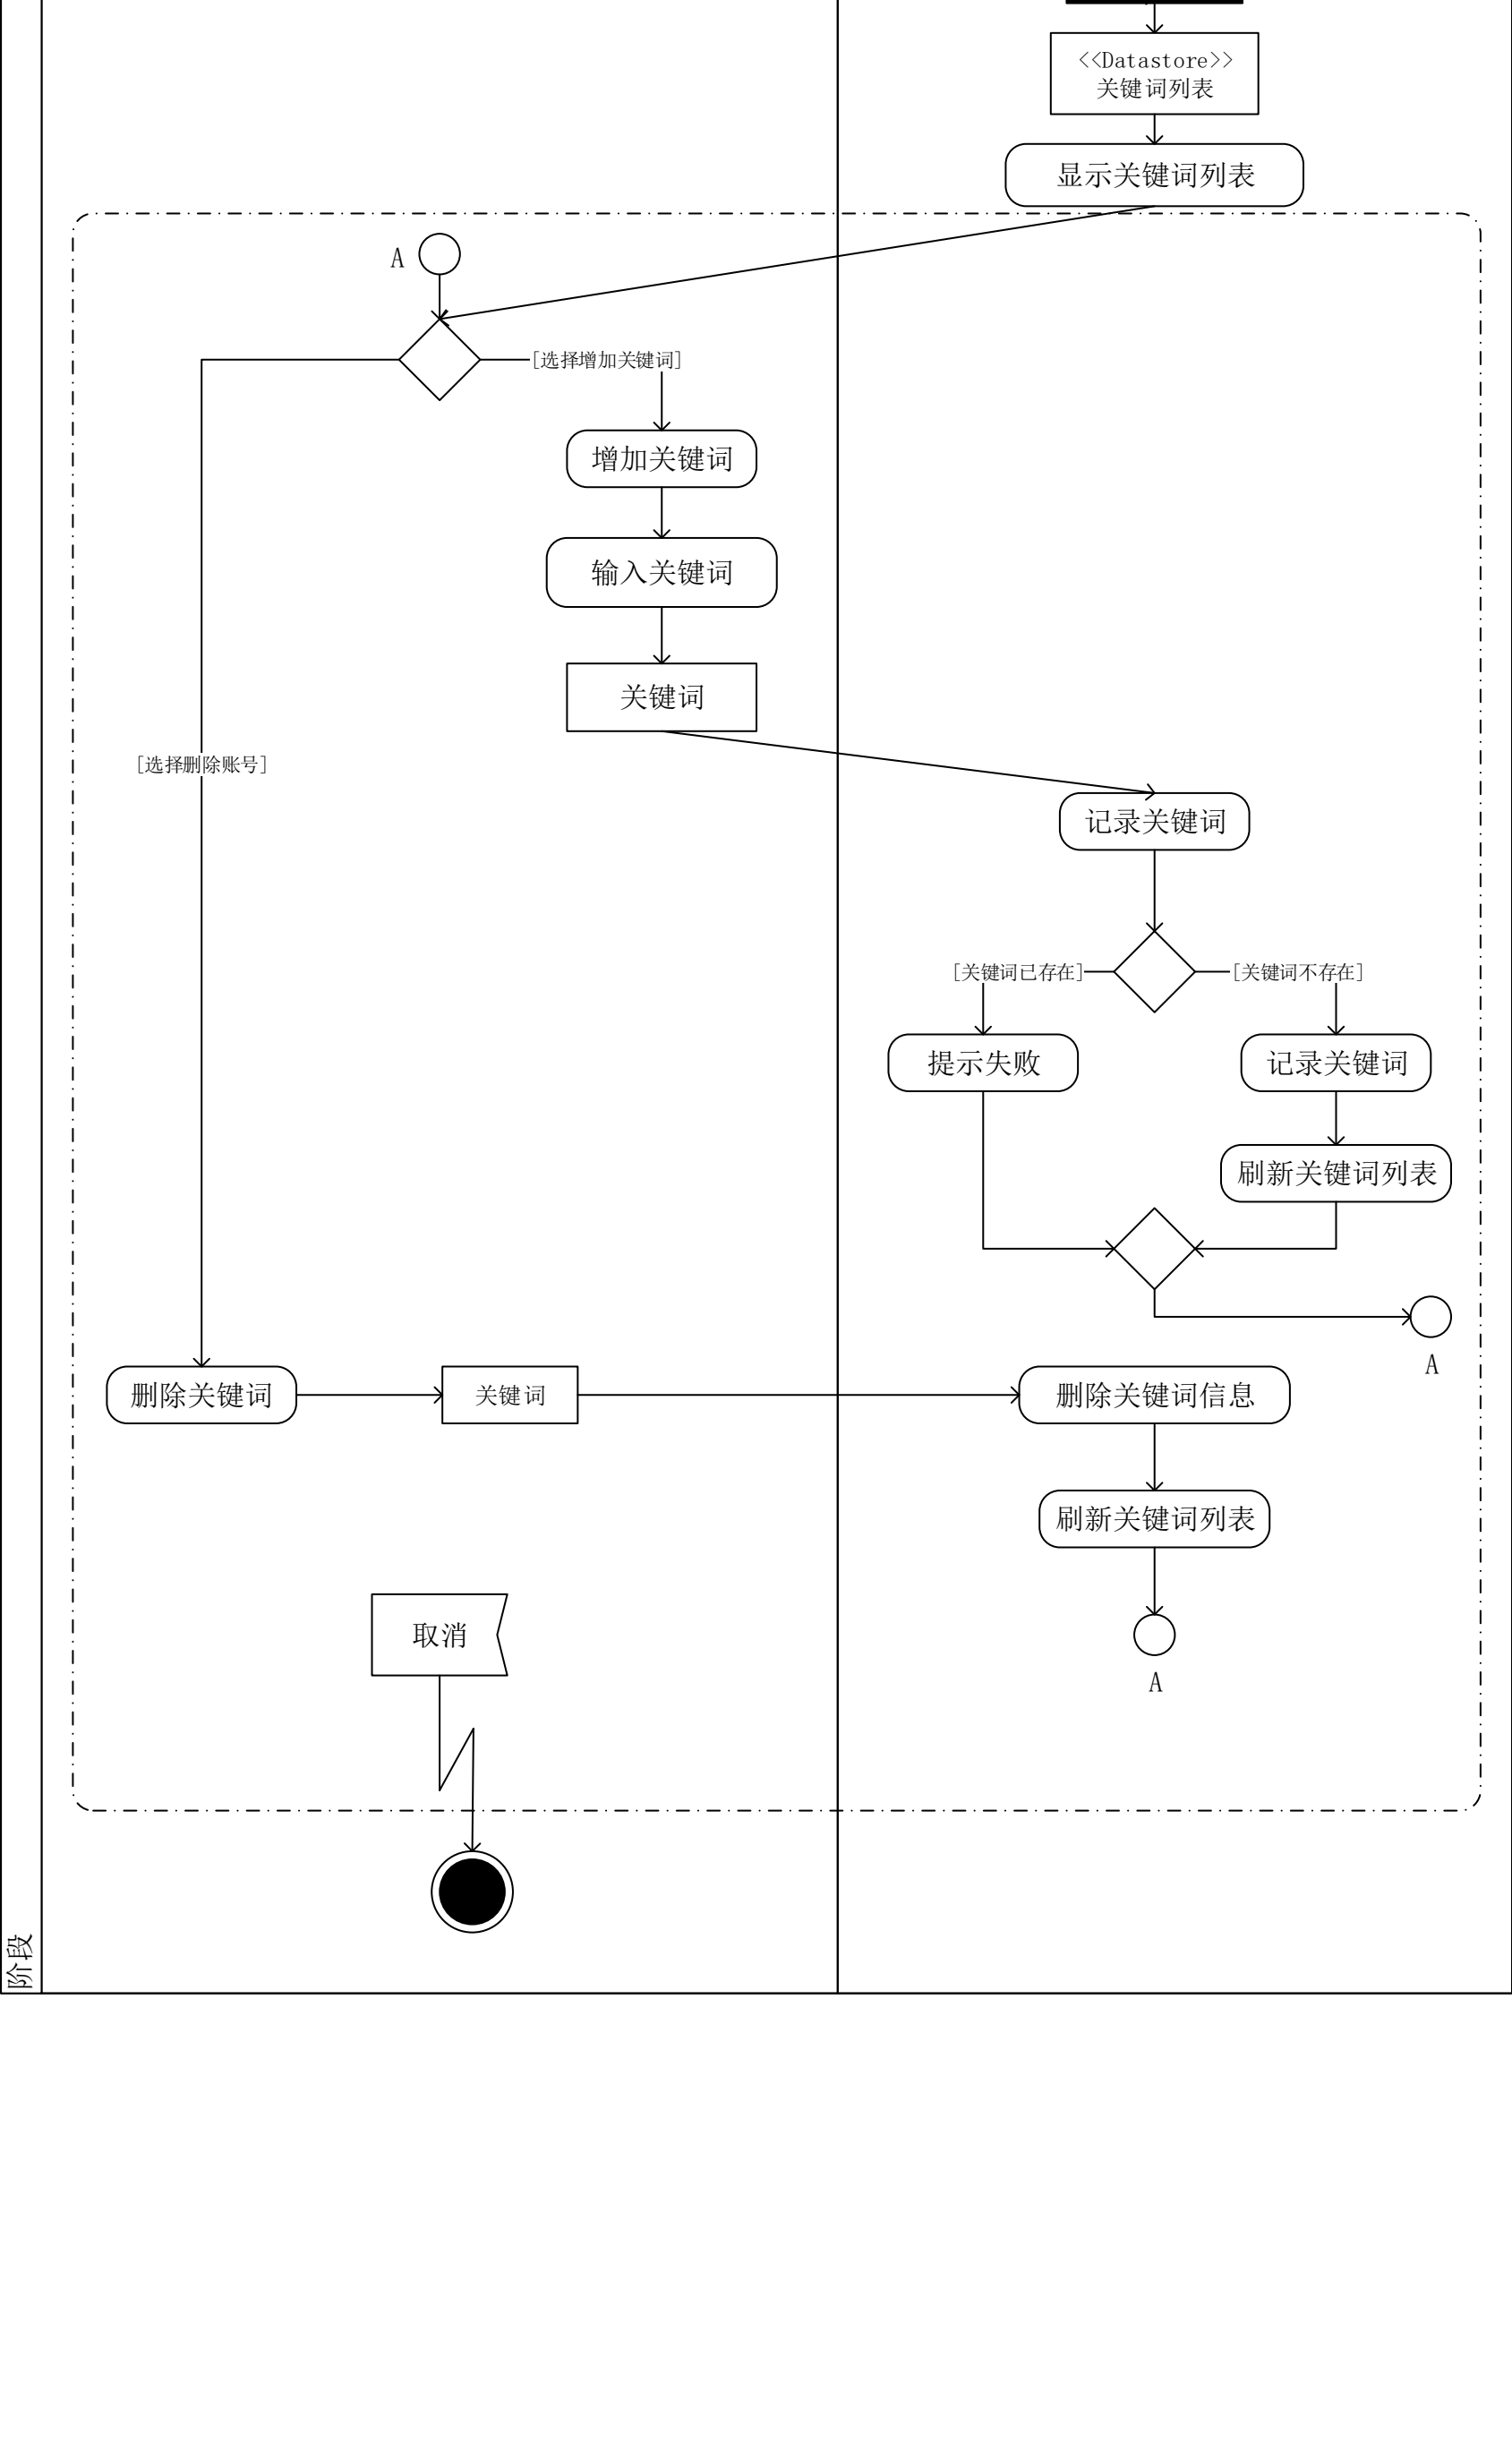 <<Datastore>>
关键词列表
显示关键词列表
A
[选择增加关键词]
增加关键词
输入关键词
关键词
[选择删除账号]
记录关键词
[关键词已存在]
[关键词不存在]
提示失败
记录关键词
刷新关键词列表
A
删除关键词
关键词
删除关键词信息
刷新关键词列表
取消
A
阶段